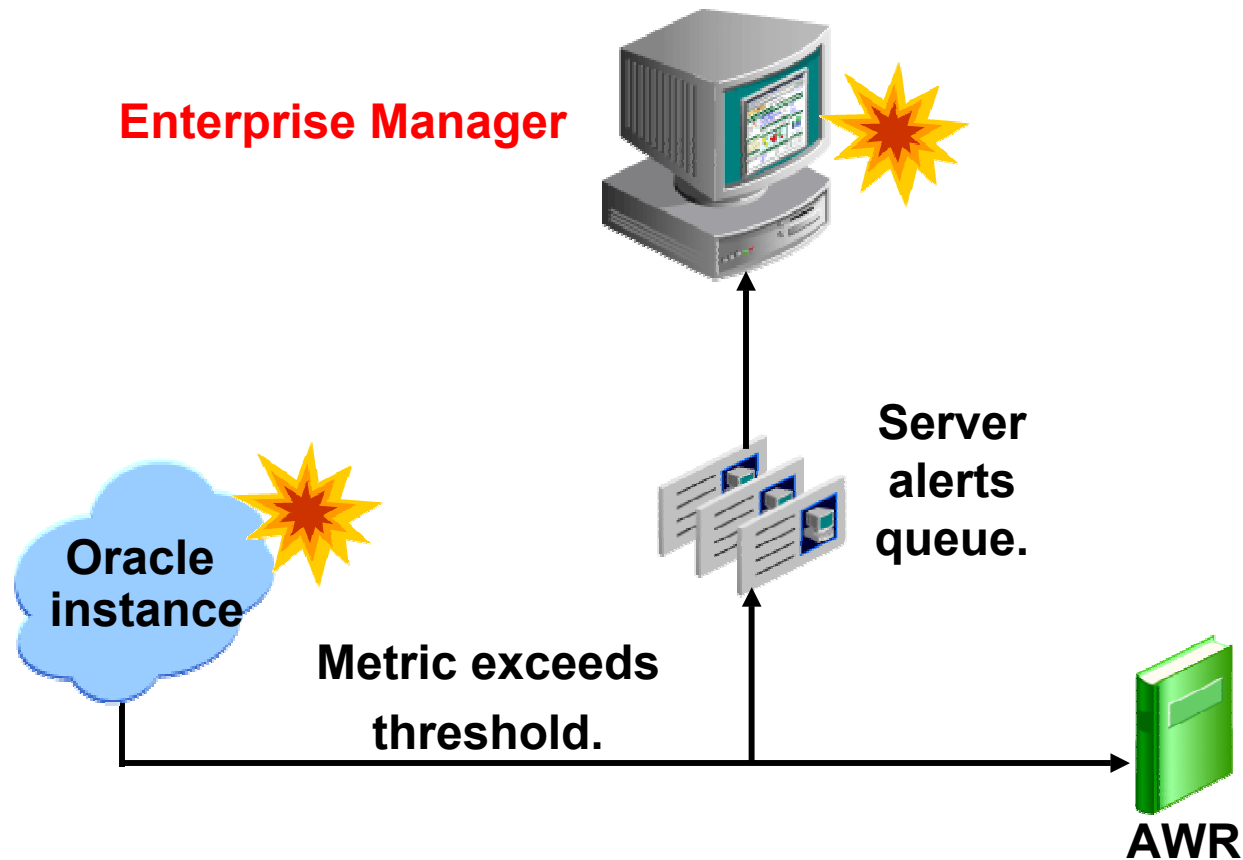 Enterprise Manager
Server
alerts
queue.
Oracle
instance
Metric exceeds
threshold.
AWR